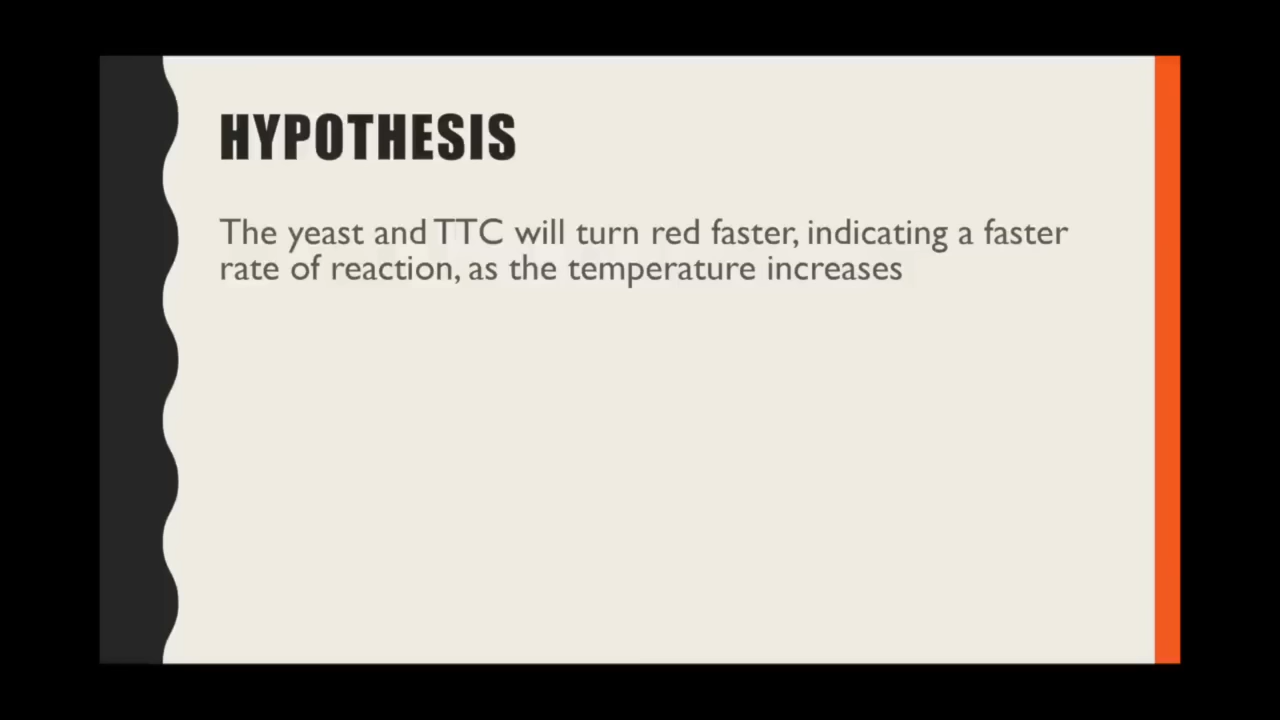 HYPOTHESIS
The yeast and TTC will turn red faster, indicating a faster
rate of reaction, as the temperature increases